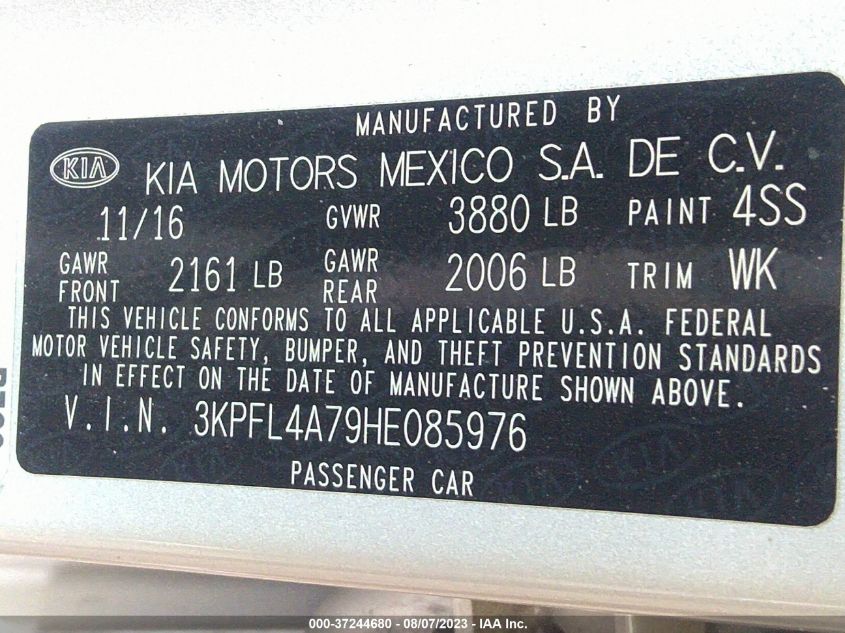 MANUFACTURED BY
KIA KIA MOTORS MEXICO S.A. DE C.V.
11/16 GVWR 3880 LB PAINT 4SS
GAWR FRONT 2161 LB GAWR REAR 2006 LB TRIM WK
THIS VEHICLE CONFORMS TO ALL APPLICABLE U.S.A. FEDERAL
MOTOR VEHICLE SAFETY, BUMPER, AND THEFT PREVENTION STANDARDS
IN EFFECT ON THE DATE OF MANUFACTURE SHOWN ABOVE.
V.I.N. 3KPFL4A79HE085976
PASSENGER CAR
000-37244680 - 08/07/2023 - IAA Inc.